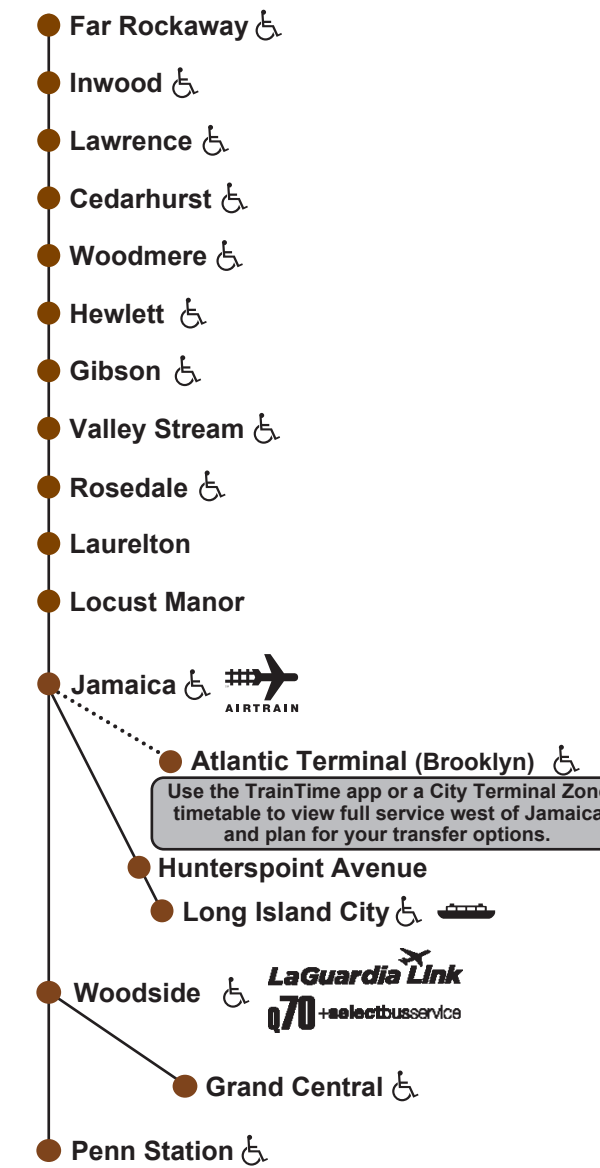 Far Rockaway
Inwood
Lawrence
Cedarhurst
Woodmere
Hewlett
Gibson
Valley Stream
Rosedale
Laurelton
Locust Manor
Jamaica
AIRTRAIN
Atlantic Terminal (Brooklyn)
Use the TrainTime app or a City Terminal Zone
timetable to view full service west of Jamaica
and plan for your transfer options.
Hunterspoint Avenue
Long Island City
LaGuardia Link
Woodside
Q70 +selectbusservice
Grand Central
Penn Station